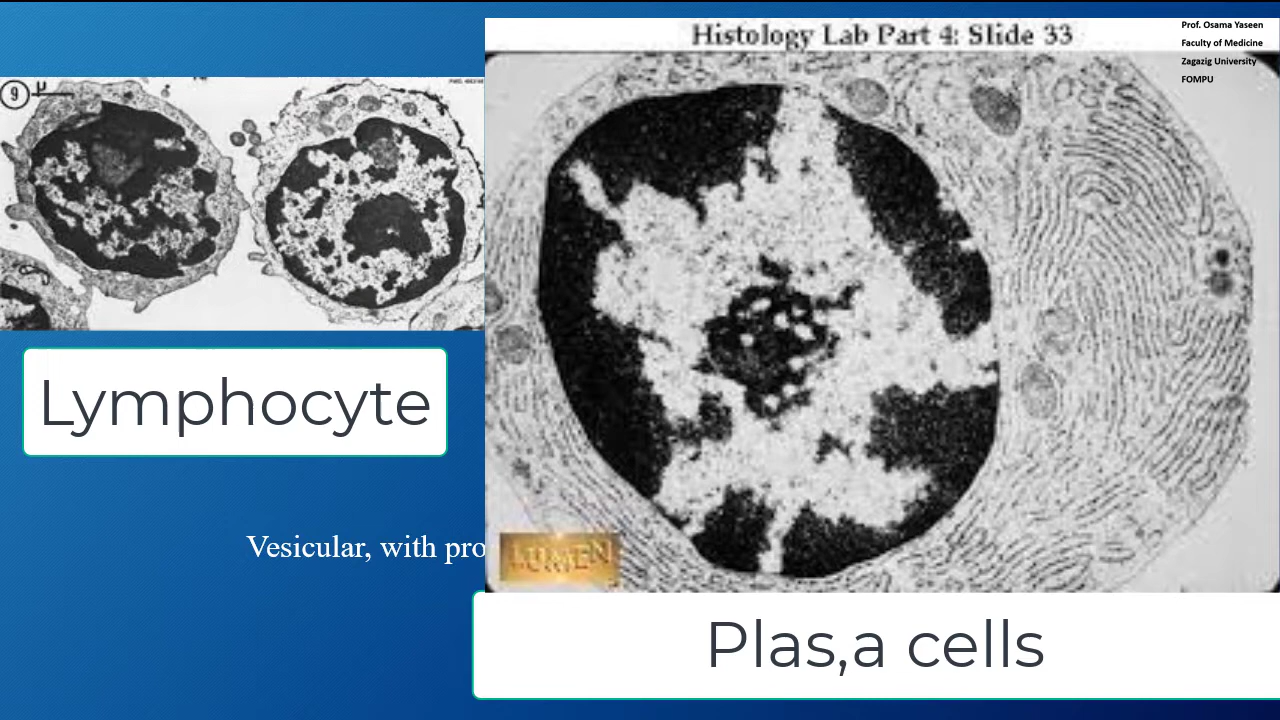 Histology Lab Part 4: Slide 33
Prof. Osama Yaseen
Faculty of Medicine
Zagazig University
FOMPU
9
μ
Lymphocyte
Vesicular, with pro
LUMEN
Plas,a cells